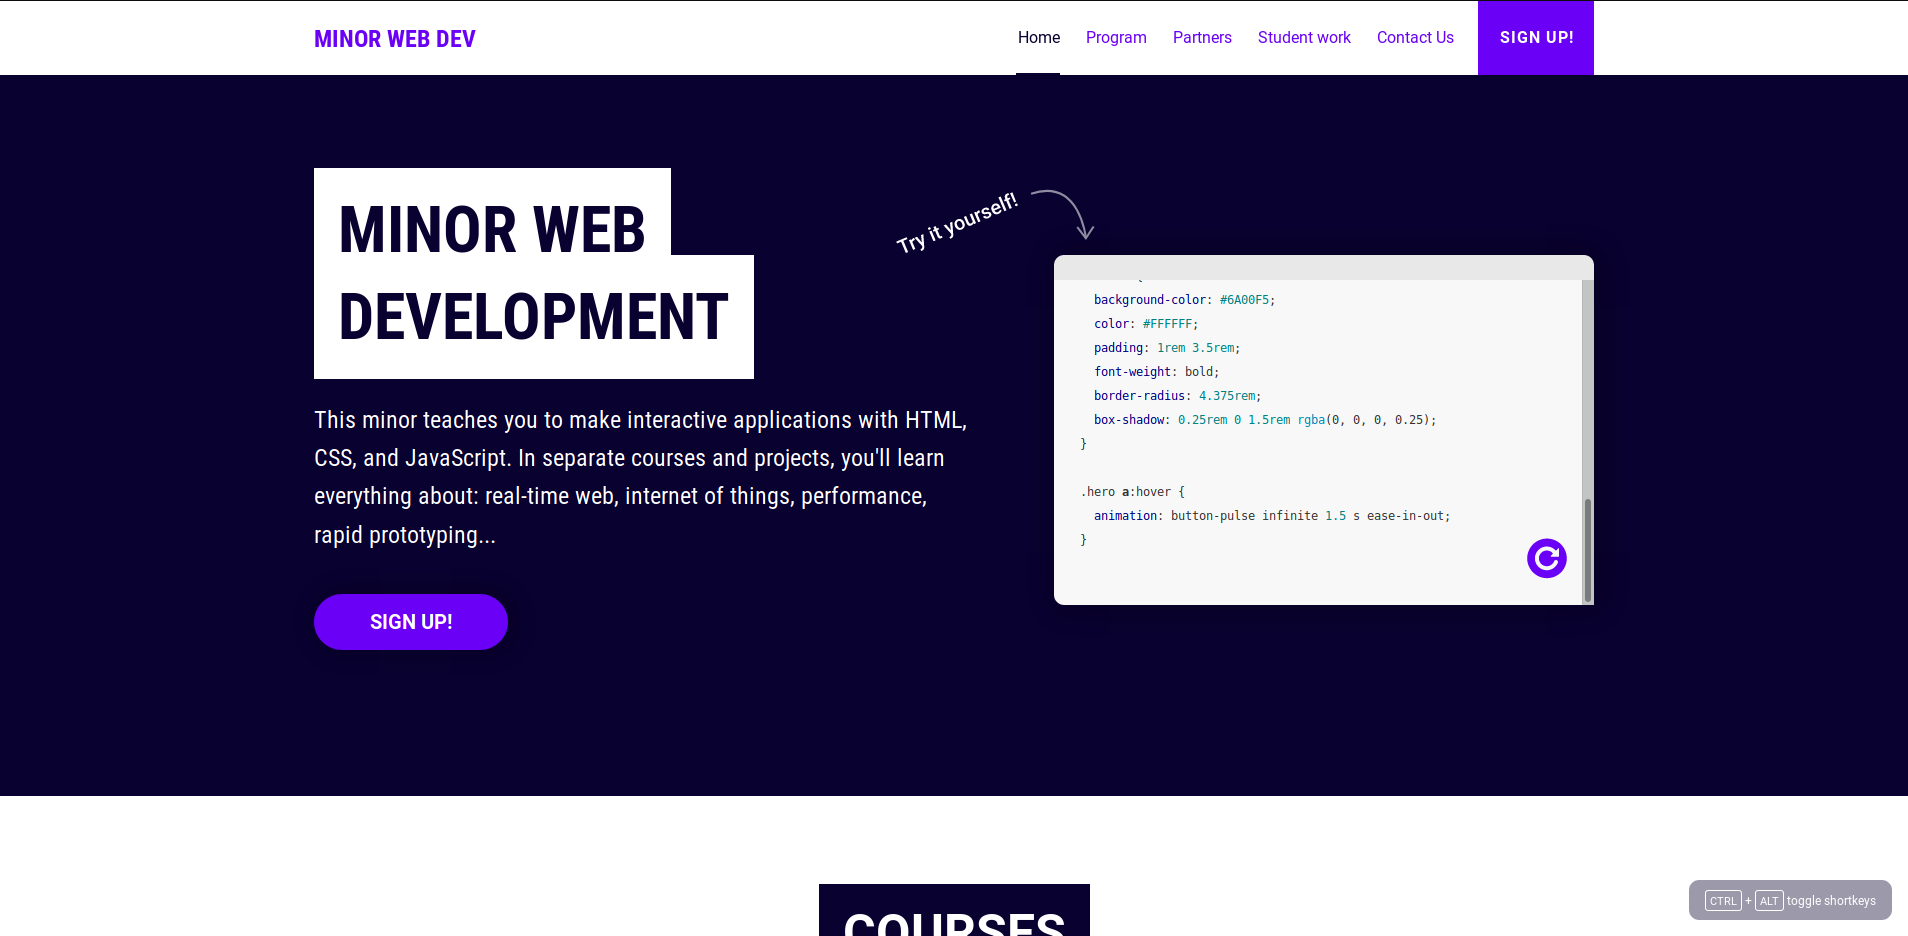 MINOR WEB DEV
Home Program Partners Student work Contact Us SIGN UP!
MINOR WEB
DEVELOPMENT
This minor teaches you to make interactive applications with HTML,
CSS, and JavaScript. In separate courses and projects, you'll learn
everything about: real-time web, internet of things, performance,
rapid prototyping...
SIGN UP!
Try it yourself!
background-color: #6A00F5;
color: #FFFFFF;
padding: 1rem 3.5rem;
font-weight: bold;
border-radius: 4.375rem;
box-shadow: 0.25rem 0 1.5rem rgba(0, 0, 0, 0.25);
}
.hero a:hover {
animation: button-pulse infinite 1.5 s ease-in-out;
}
COURSES
CTRL + ALT toggle shortkeys